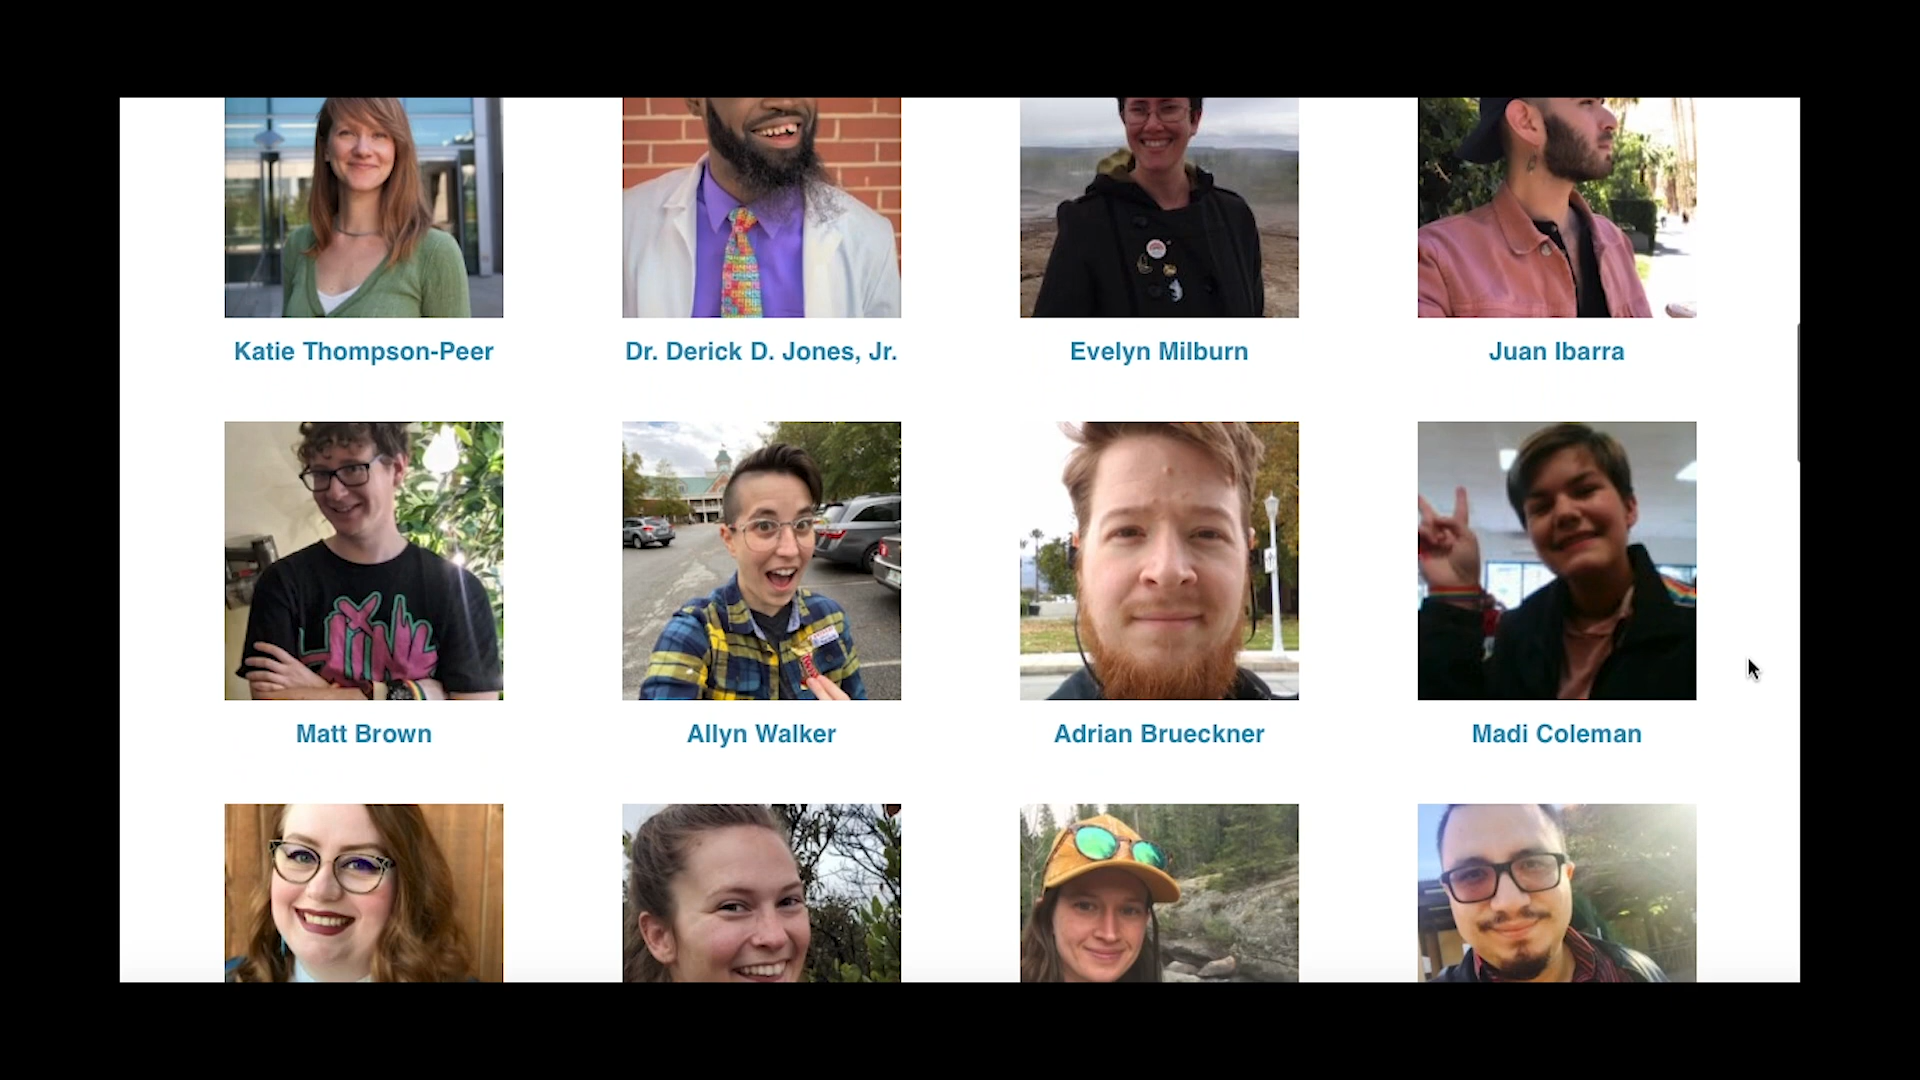 Katie Thompson-Peer
Dr. Derick D. Jones, Jr.
Evelyn Milburn
Juan Ibarra
Matt Brown
Allyn Walker
Adrian Brueckner
Madi Coleman